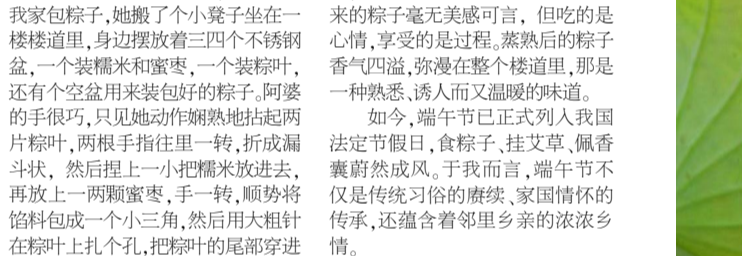 我家包粽子，她搬了个小凳子坐在一
楼楼道里，身边摆放着三四个不锈钢
盆，一个装糯米和蜜枣，一个装粽叶，
还有个空盆用来装包好的粽子。阿婆
的手很巧，只见她动作娴熟地拈起两
片粽叶，两根手指往里一转，折成漏
斗状，然后捏上一小把糯米放进去，
再放上一两颗蜜枣，手一转，顺势将
馅料包成一个小三角，然后用大粗针
在粽叶上扎个孔，把粽叶的尾部穿进
来的粽子毫无美感可言，但吃的是
心情，享受的是过程。蒸熟后的粽子
香气四溢，弥漫在整个楼道里，那是
一种熟悉、诱人而又温暖的味道。
如今，端午节已正式列入我国
法定节假日，食粽子、挂艾草、佩香
囊蔚然成风。于我而言，端午节不
仅是传统习俗的赓续、家国情怀的
传承，还蕴含着邻里乡亲的浓浓乡
情。